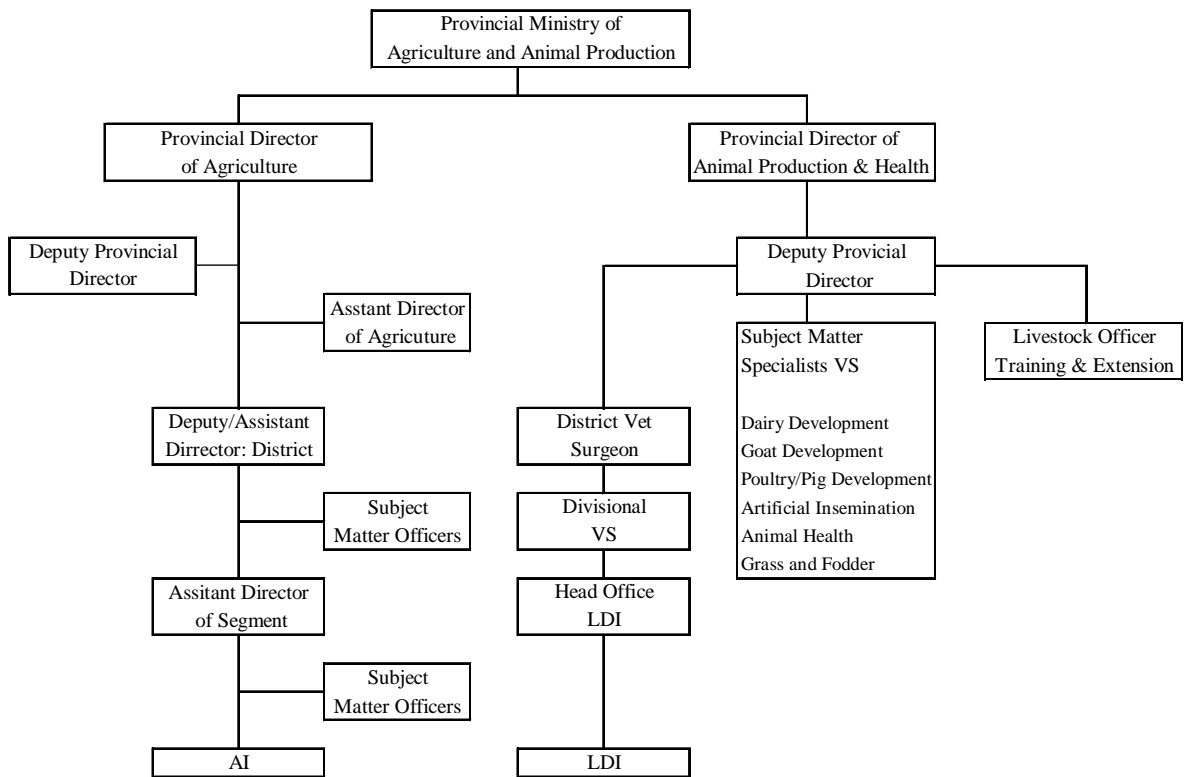 Provincial Ministry of
Agriculture and Animal Production
Provincial Director
of Agriculture
Provincial Director of
Animal Production & Health
Deputy Provincial
Director
Deputy Provicial
Director
Asstant Director
of Agricuture
Subject Matter
Specialists VS
Dairy Development
Goat Development
Poultry/Pig Development
Artificial Insemination
Animal Health
Grass and Fodder
Livestock Officer
Training & Extension
Deputy/Assistant
Dirrector: District
District Vet
Surgeon
Subject
Matter Officers
Divisional
VS
Assitant Director
of Segment
Head Office
LDI
Subject
Matter Officers
AI
LDI